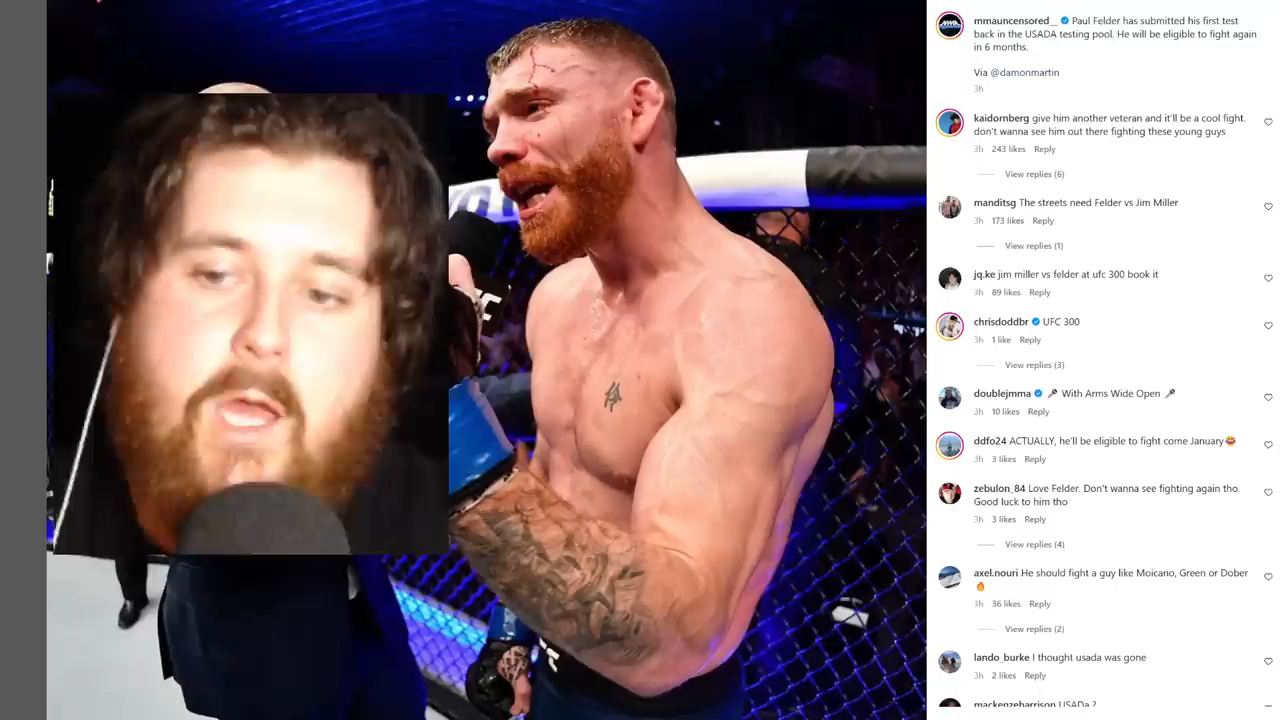 mmauncensored__ Paul Felder has submitted his first test
back in the USADA testing pool. He will be eligible to fight again
in 6 months.
Via @damonmartin
3h
kaidornberg give him another veteran and it'll be a cool fight.
don't wanna see him out there fighting these young guys
3h 243 likes Reply
View replies (6)
manditsg The streets need Felder vs Jim Miller
3h 173 likes Reply
View replies (1)
jq.ke jim miller vs felder at ufc 300 book it
3h 89 likes Reply
chrisdoddbr UFC 300
3h 1 like Reply
View replies (3)
doublejmma 🎤 With Arms Wide Open 🎤
3h 10 likes Reply
ddfo24 ACTUALLY, he'll be eligible to fight come January😂
3h 3 likes Reply
zebulon_84 Love Felder. Don't wanna see fighting again tho.
Good luck to him tho
3h 3 likes Reply
View replies (4)
axel.nouri He should fight a guy like Moicano, Green or Dober
🔥
3h 36 likes Reply
View replies (2)
lando_burke I thought usada was gone
3h 2 likes Reply
mackenzeharrison USADa ?